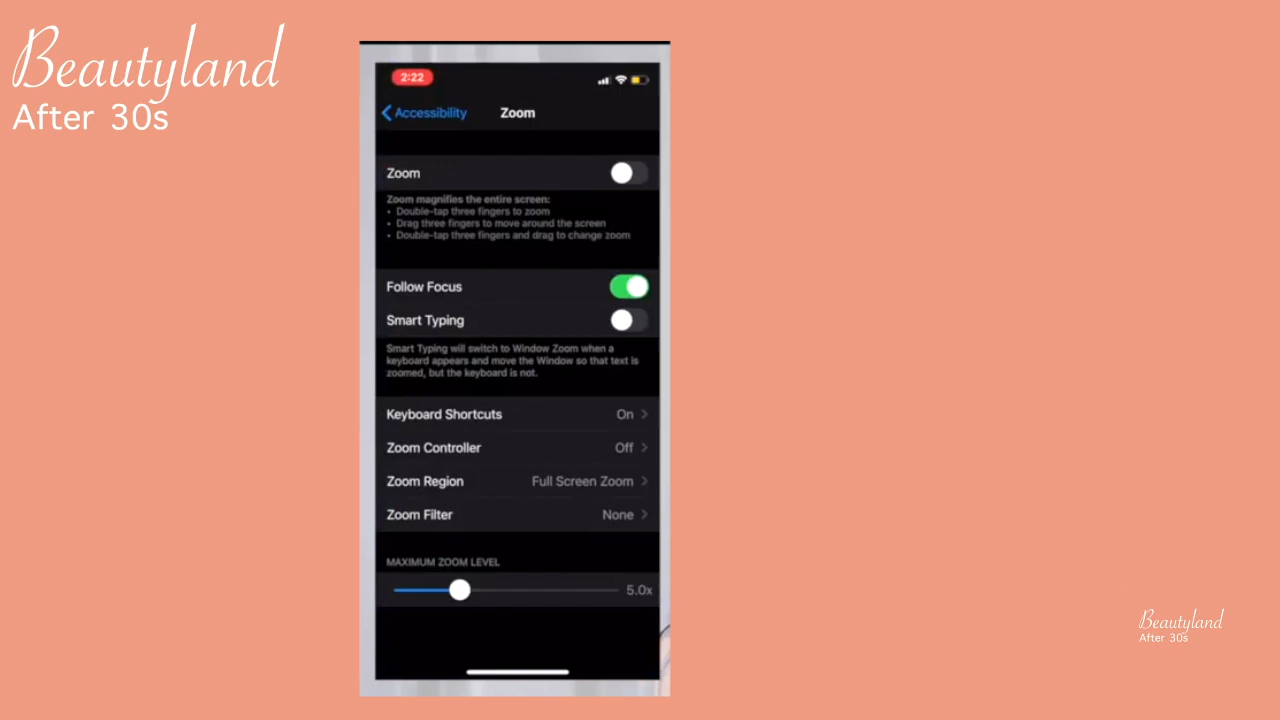 Beautyland
After 30s
2:22
Accessibility
Zoom
Zoom
Zoom magnifies the entire screen:
• Double-tap three fingers to zoom
• Drag three fingers to move around the screen
• Double-tap three fingers and drag to change zoom
Follow Focus
Smart Typing
Smart Typing will switch to Window Zoom when a
keyboard appears and move the Window so that text is
zoomed, but the keyboard is not.
Keyboard Shortcuts On
Zoom Controller Off
Zoom Region Full Screen Zoom
Zoom Filter None
MAXIMUM ZOOM LEVEL
5.0x
Beautyland
After 30s